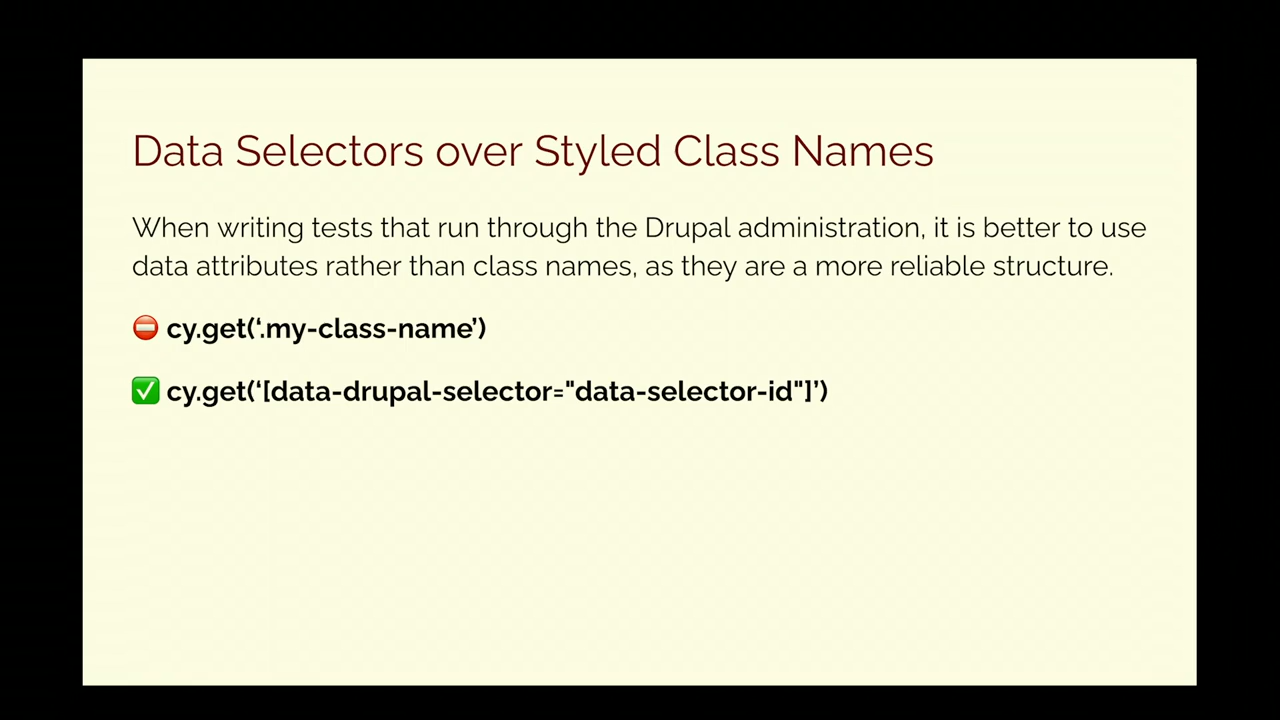 Data Selectors over Styled Class Names
When writing tests that run through the Drupal administration, it is better to use
data attributes rather than class names, as they are a more reliable structure.
⛔ cy.get(‘.my-class-name’)
✅ cy.get(‘[data-drupal-selector="data-selector-id"]’)